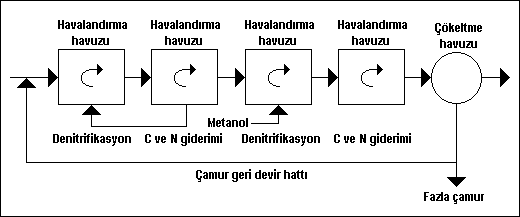 Havalandırma havuzu
Havalandırma havuzu
Havalandırma havuzu
Havalandırma havuzu
Çökeltme havuzu
Metanol
Denitrifikasyon
C ve N giderimi
Denitrifikasyon
C ve N giderimi
Çamur geri devir hattı
Fazla çamur